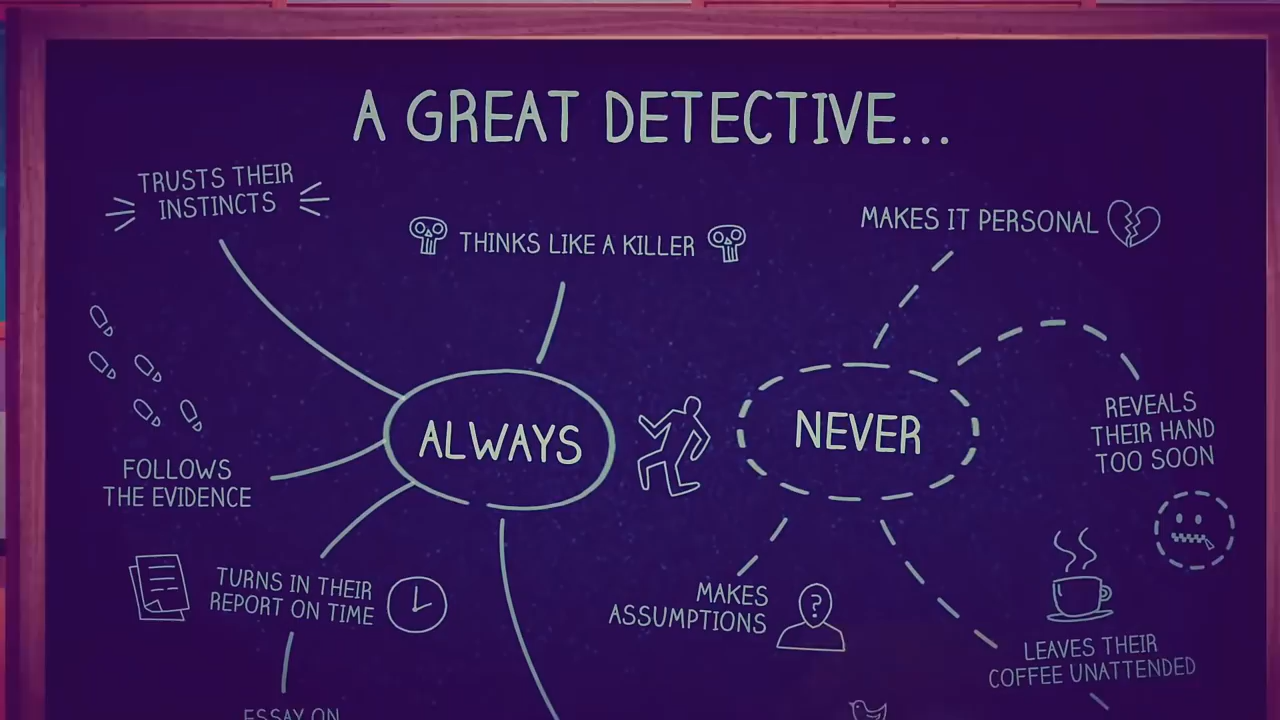 A GREAT DETECTIVE...
TRUSTS THEIR
INSTINCTS
THINKS LIKE A KILLER
MAKES IT PERSONAL
ALWAYS
NEVER
REVEALS
THEIR HAND
TOO SOON
FOLLOWS
THE EVIDENCE
TURNS IN THEIR
REPORT ON TIME
MAKES
ASSUMPTIONS
?
LEAVES THEIR
COFFEE UNATTENDED
ESSAY ON